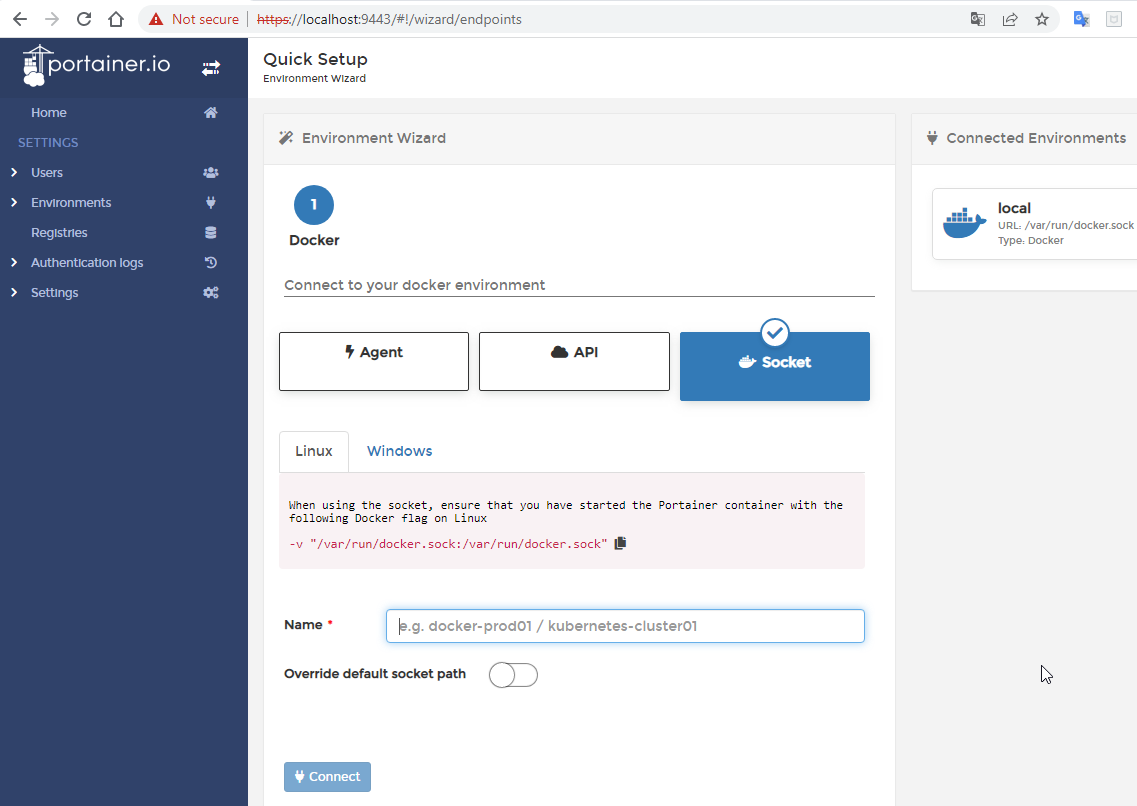 Not secure | https://localhost:9443/#!/wizard/endpoints
portainer.io
Home
SETTINGS
Users
Environments
Registries
Authentication logs
Settings
Quick Setup
Environment Wizard
Environment Wizard
1
Docker
Connect to your docker environment
Agent
API
Socket
Linux
Windows
When using the socket, ensure that you have started the Portainer container with the
following Docker flag on Linux
-v "/var/run/docker.sock:/var/run/docker.sock"
Name *
e.g. docker-prod01 / kubernetes-cluster01
Override default socket path
Connect
Connected Environments
local
URL: /var/run/docker.sock
Type: Docker